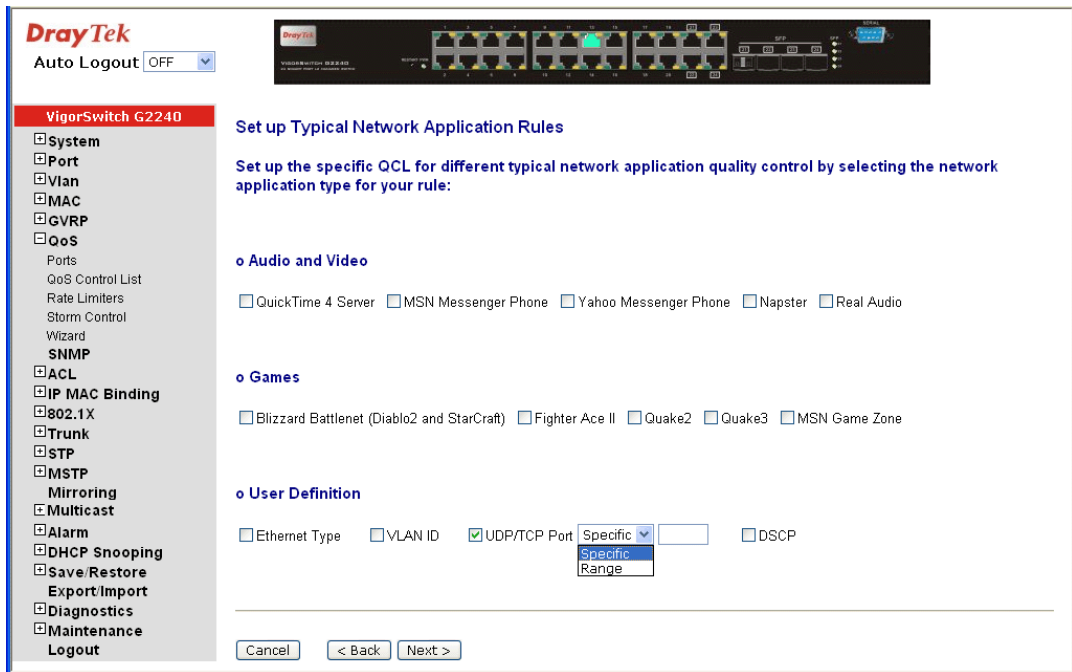 DrayTek
Auto Logout OFF
DrayTek
VIGORSWITCH G2240
SFP
SERIAL
VigorSwitch G2240
System
Port
Vlan
MAC
GVRP
QoS
Ports
QoS Control List
Rate Limiters
Storm Control
Wizard
SNMP
ACL
IP MAC Binding
802.1X
Trunk
STP
MSTP
Mirroring
Multicast
Alarm
DHCP Snooping
Save/Restore
Export/Import
Diagnostics
Maintenance
Logout
Set up Typical Network Application Rules
Set up the specific QCL for different typical network application quality control by selecting the network
application type for your rule:
o Audio and Video
QuickTime 4 Server MSN Messenger Phone Yahoo Messenger Phone Napster Real Audio
o Games
Blizzard Battlenet (Diablo2 and StarCraft) Fighter Ace II Quake2 Quake3 MSN Game Zone
o User Definition
Ethernet Type VLAN ID UDP/TCP Port Specific DSCP
Specific
Range
Cancel < Back Next >